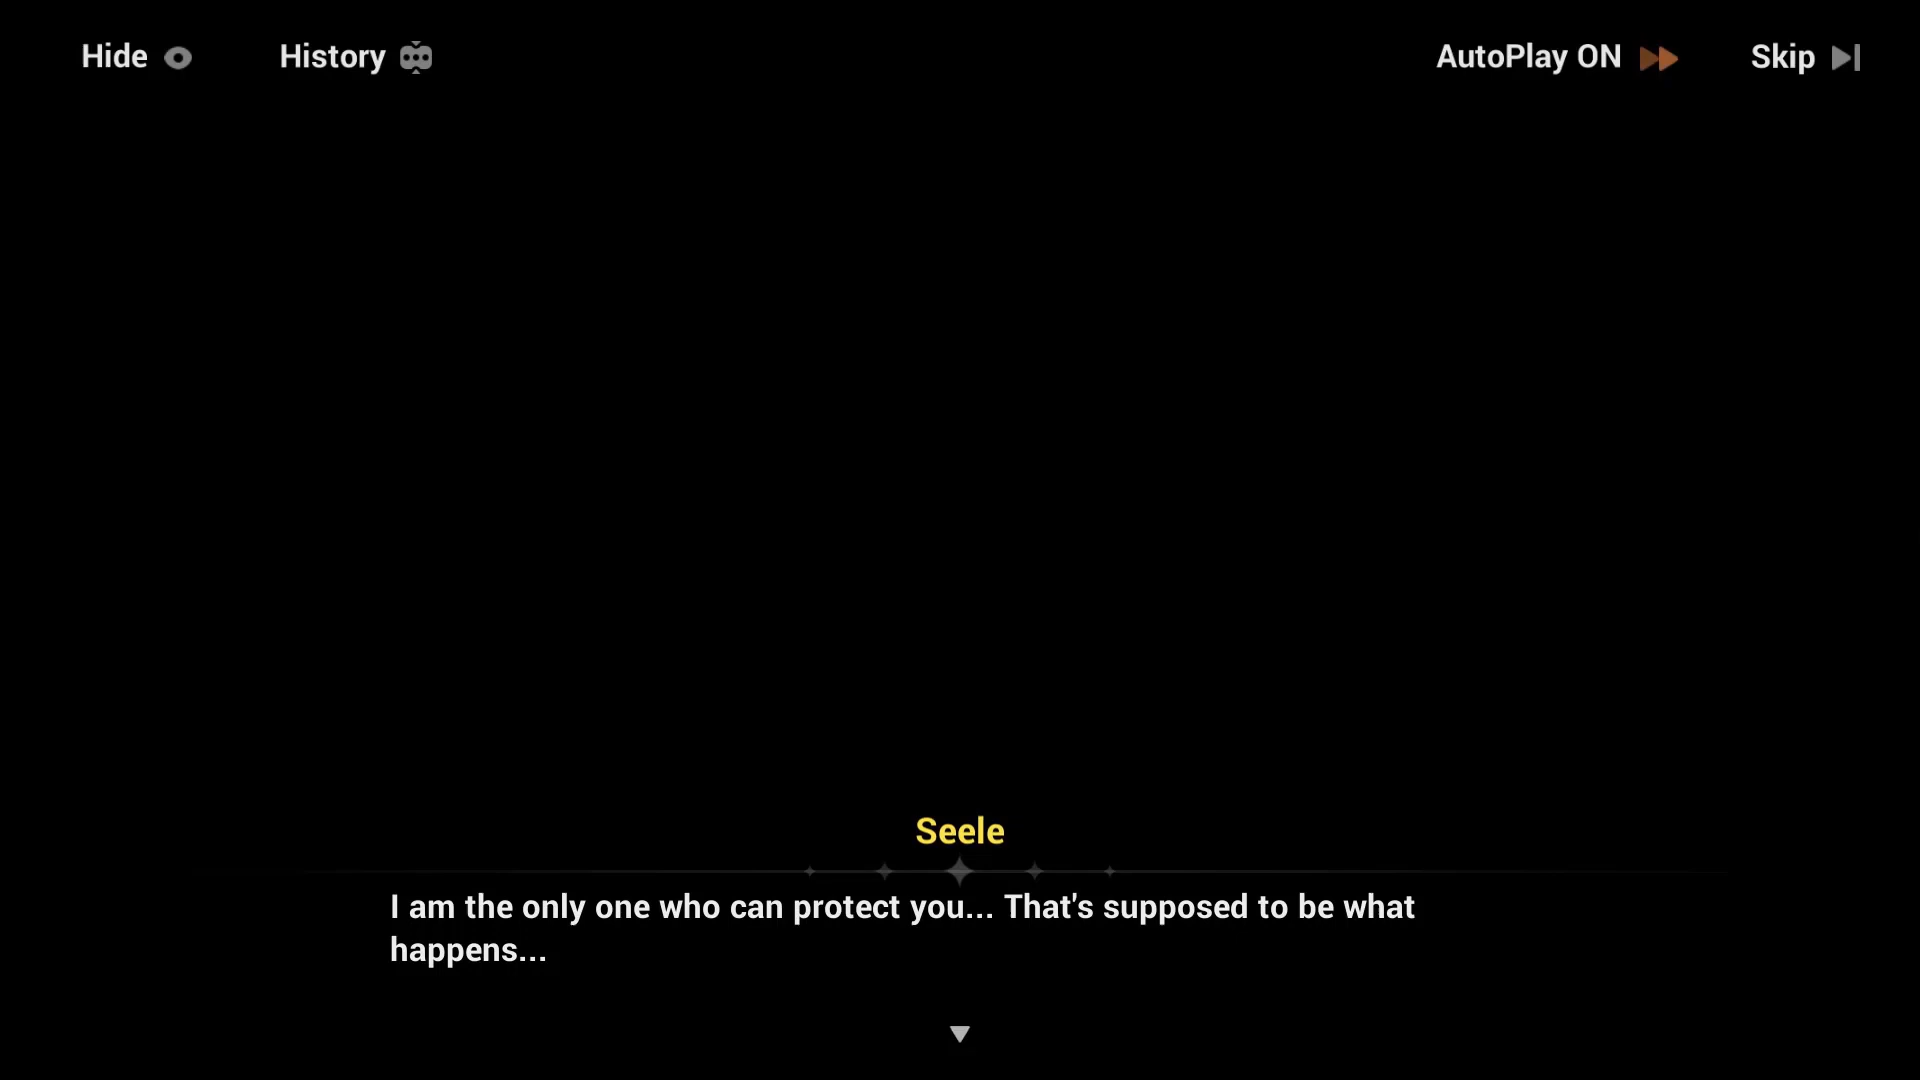 Hide
History
AutoPlay ON
Skip
Seele
I am the only one who can protect you... That's supposed to be what
happens...